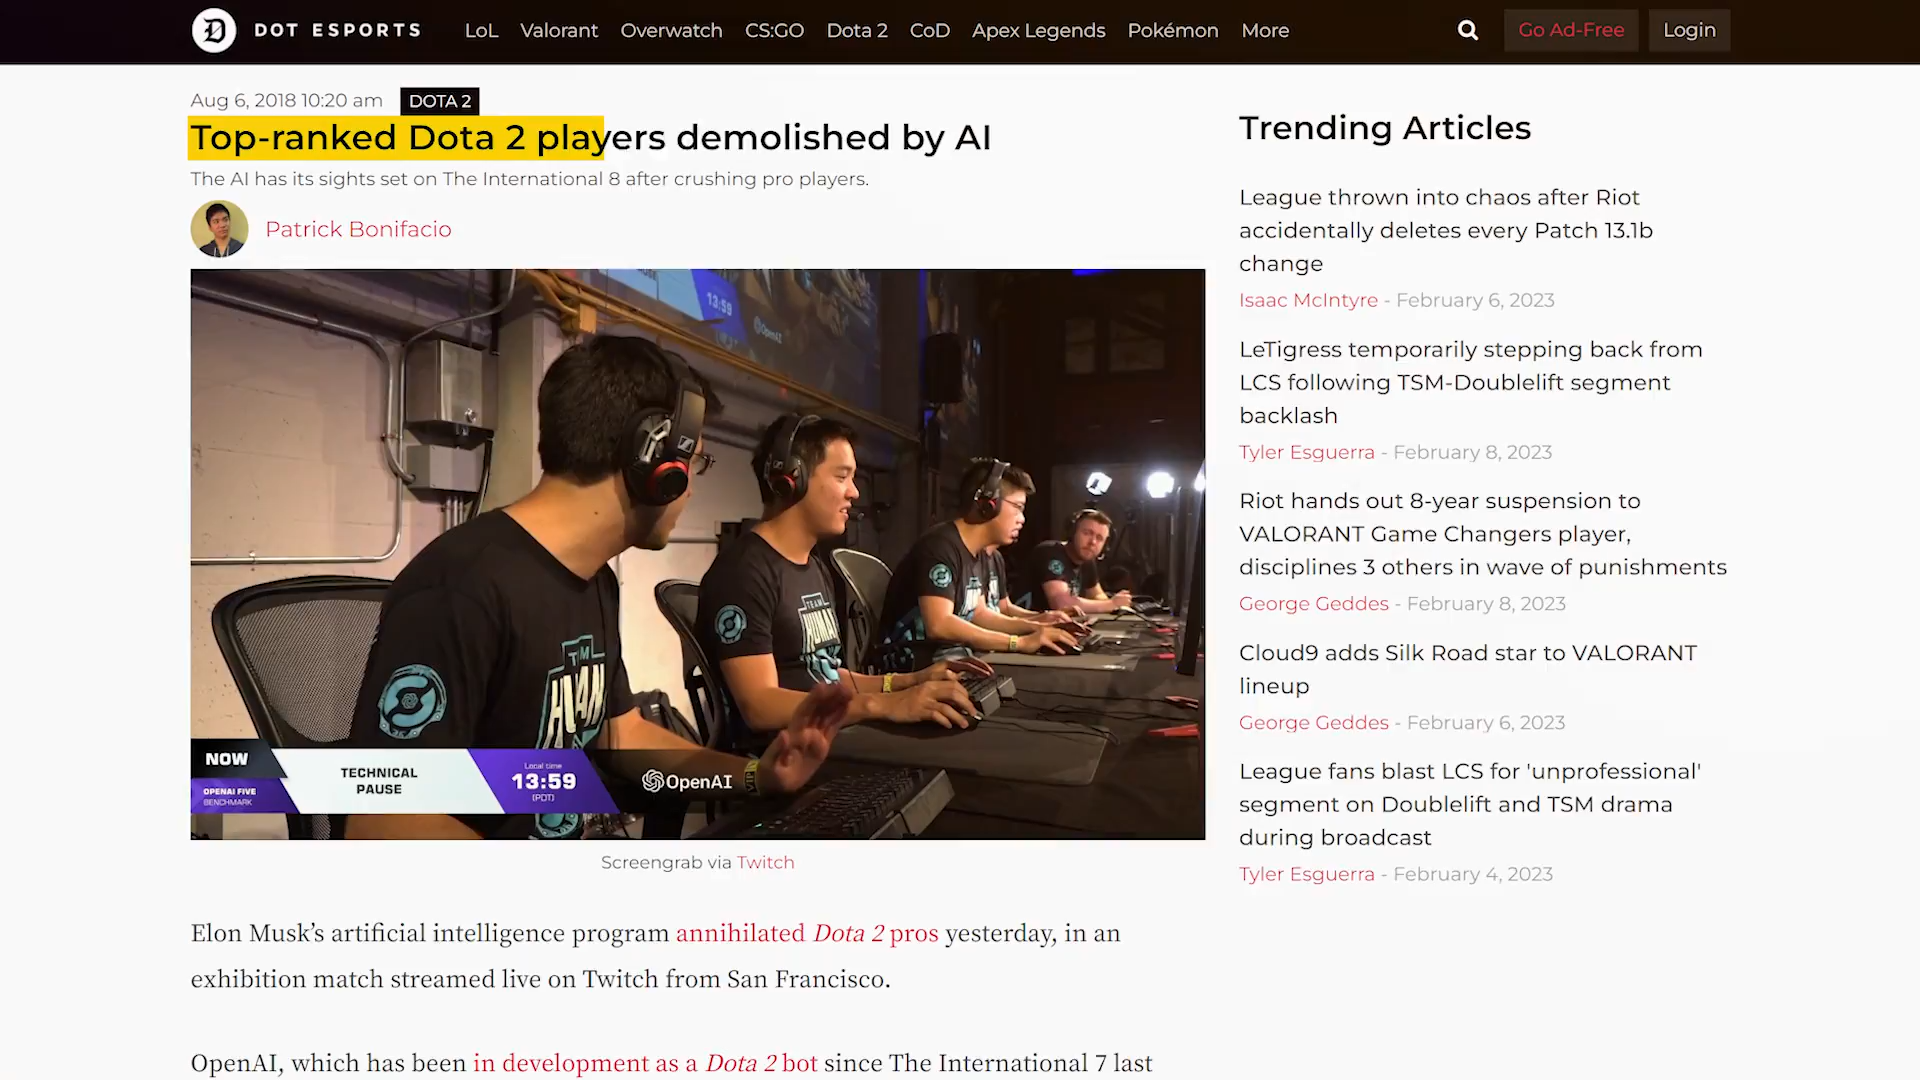 DOT ESPORTS
LoL Valorant Overwatch CS:GO Dota 2 CoD Apex Legends Pokémon More
Go Ad-Free
Login
Aug 6, 2018 10:20 am DOTA 2
Top-ranked Dota 2 players demolished by AI
The AI has its sights set on The International 8 after crushing pro players.
Patrick Bonifacio
13:59
OpenAI
TEAM
HUMAN
TEAM
HUMAN
NOW
OPENAI FIVE
BENCHMARK
TECHNICAL
PAUSE
Local time
13:59
(PDT)
OpenAI
VIP
Screengrab via Twitch
Elon Musk’s artificial intelligence program annihilated Dota 2 pros yesterday, in an
exhibition match streamed live on Twitch from San Francisco.
OpenAI, which has been in development as a Dota 2 bot since The International 7 last
Trending Articles
League thrown into chaos after Riot
accidentally deletes every Patch 13.1b
change
Isaac McIntyre - February 6, 2023
LeTigress temporarily stepping back from
LCS following TSM-Doublelift segment
backlash
Tyler Esguerra - February 8, 2023
Riot hands out 8-year suspension to
VALORANT Game Changers player,
disciplines 3 others in wave of punishments
George Geddes - February 8, 2023
Cloud9 adds Silk Road star to VALORANT
lineup
George Geddes - February 6, 2023
League fans blast LCS for 'unprofessional'
segment on Doublelift and TSM drama
during broadcast
Tyler Esguerra - February 4, 2023